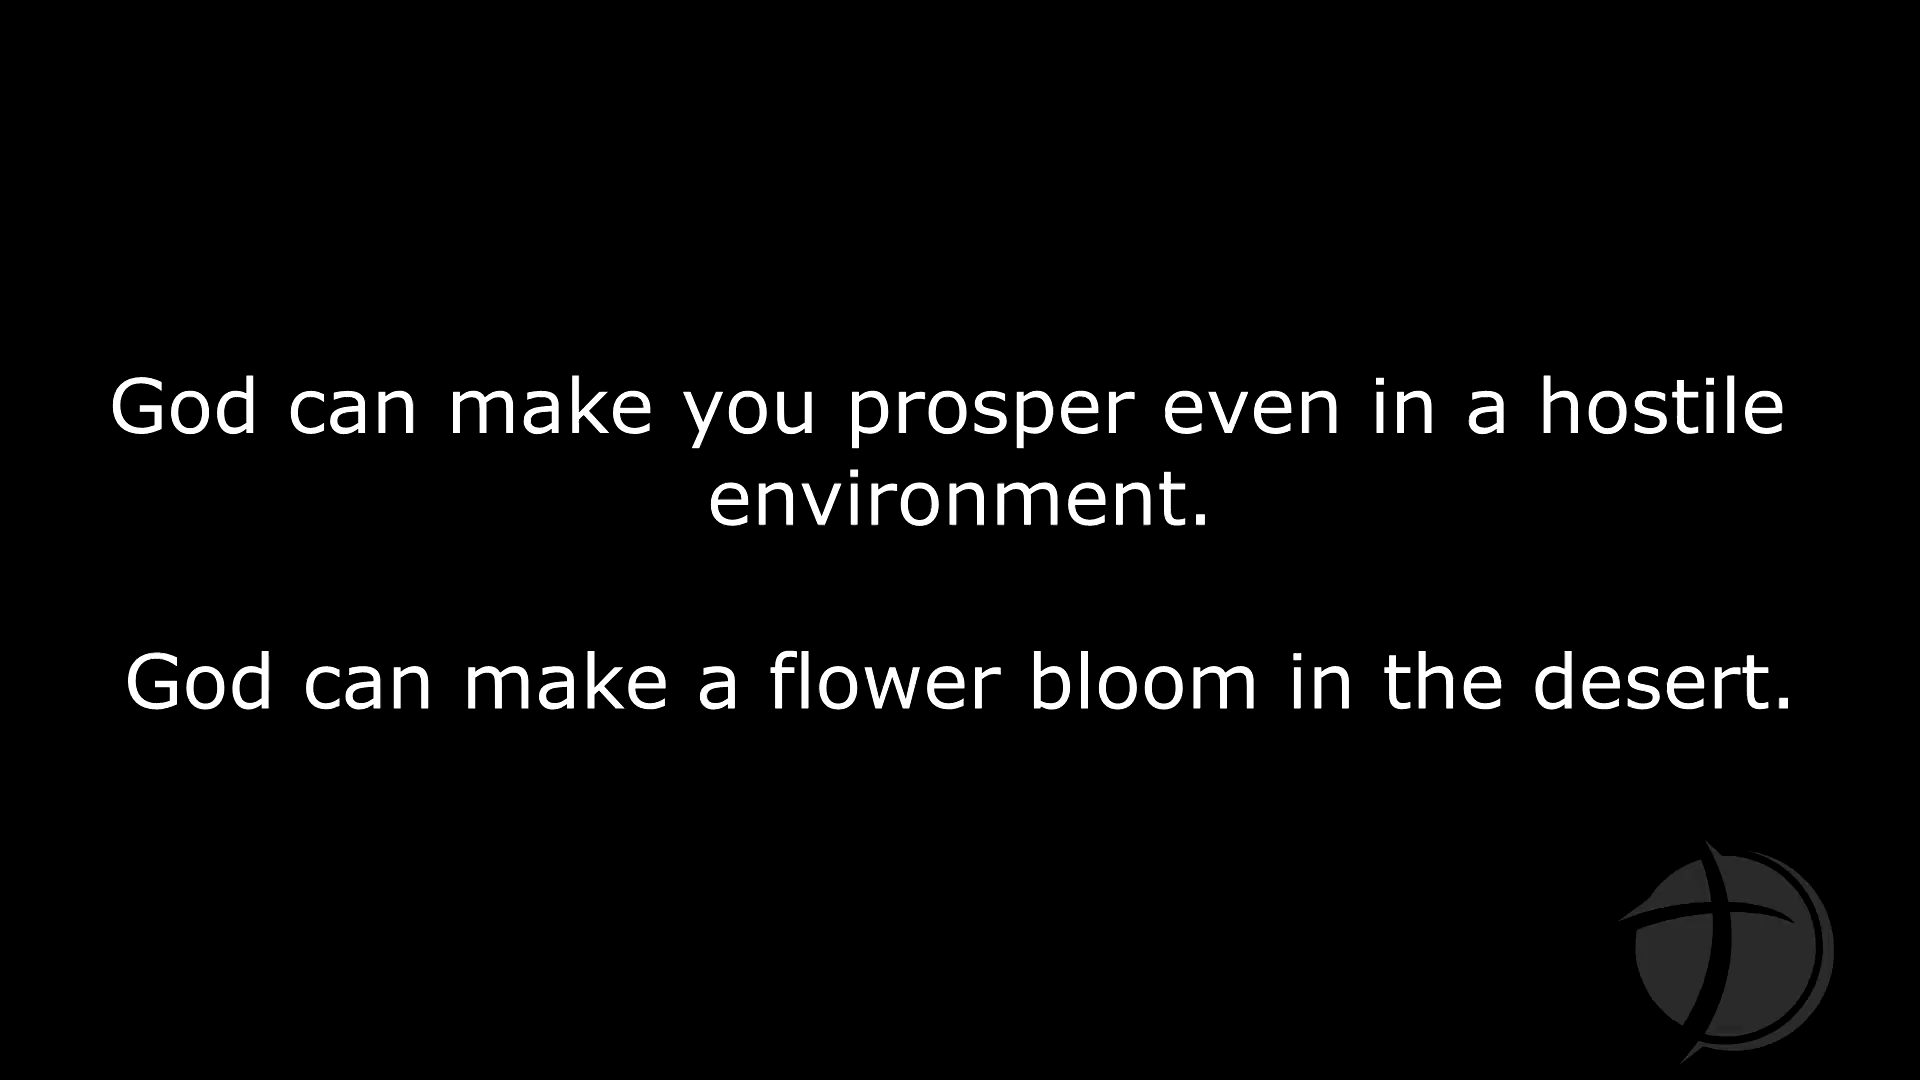 God can make you prosper even in a hostile
environment.
God can make a flower bloom in the desert.